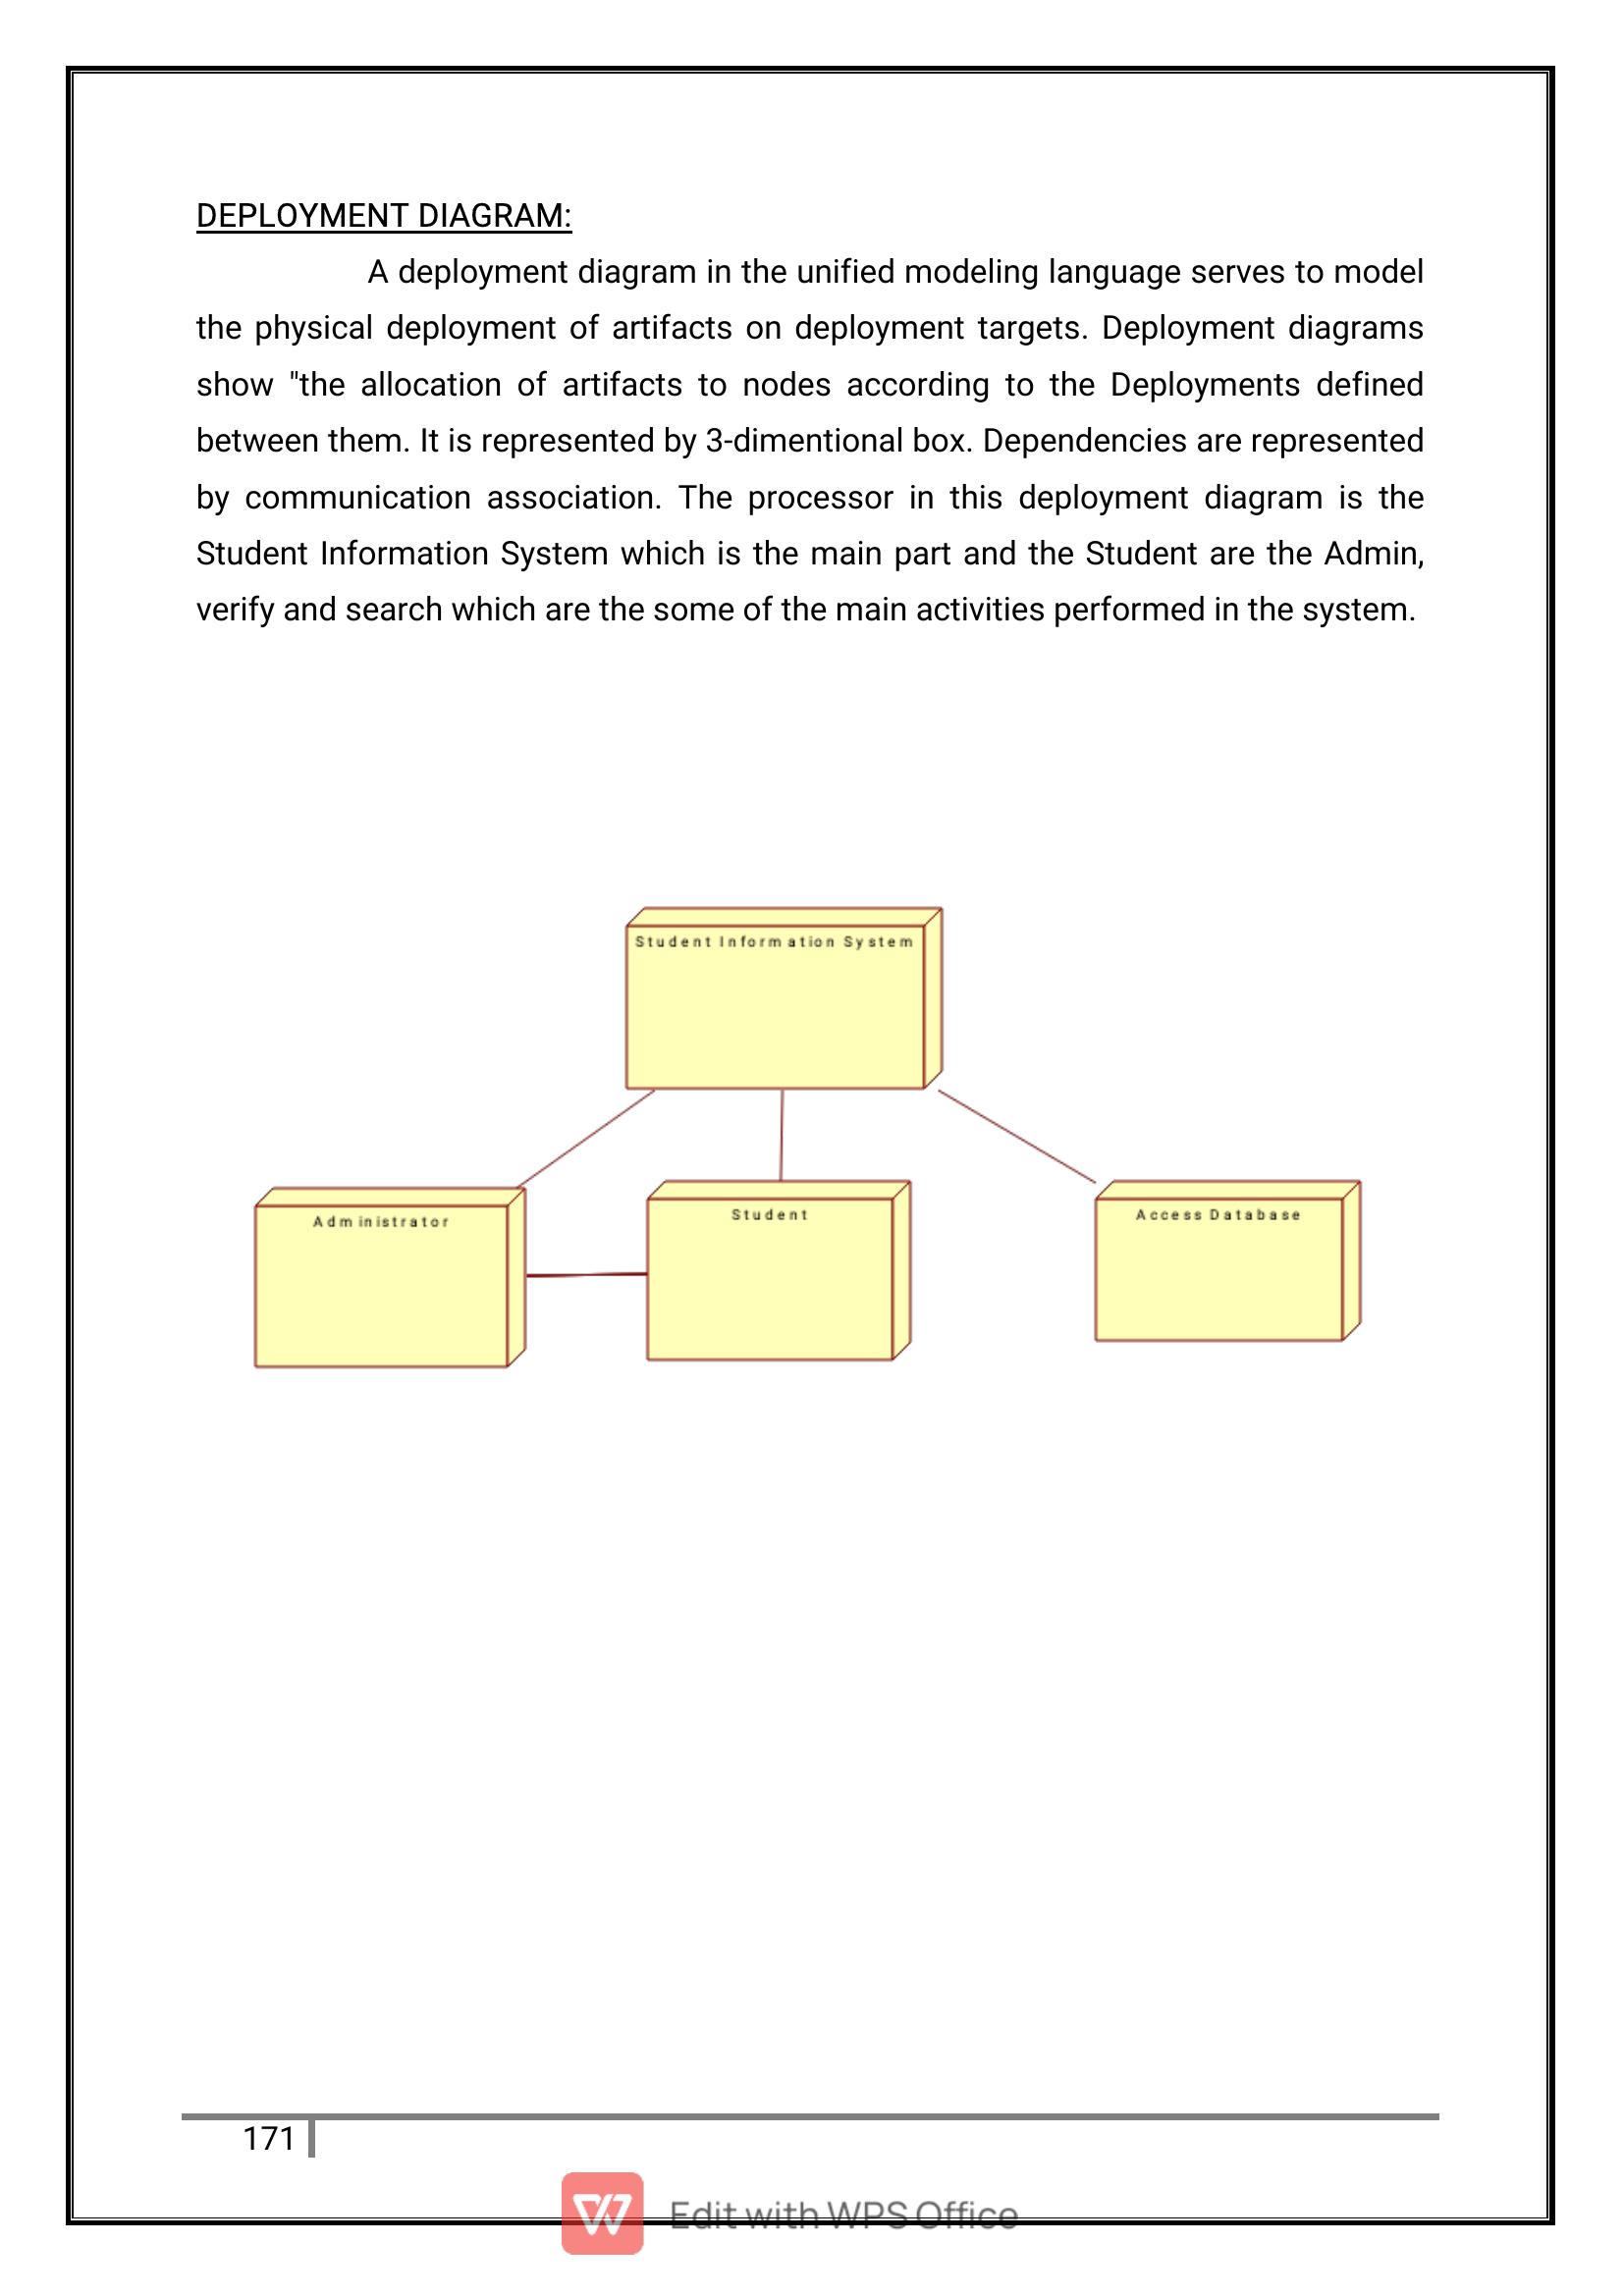 DEPLOYMENT DIAGRAM:
A deployment diagram in the unified modeling language serves to model
the physical deployment of artifacts on deployment targets. Deployment diagrams
show "the allocation of artifacts to nodes according to the Deployments defined
between them. It is represented by 3-dimentional box. Dependencies are represented
by communication association. The processor in this deployment diagram is the
Student Information System which is the main part and the Student are the Admin,
verify and search which are the some of the main activities performed in the system.
Student Information System
Administrator
Student
Access Database
171
Edit with WPS Office